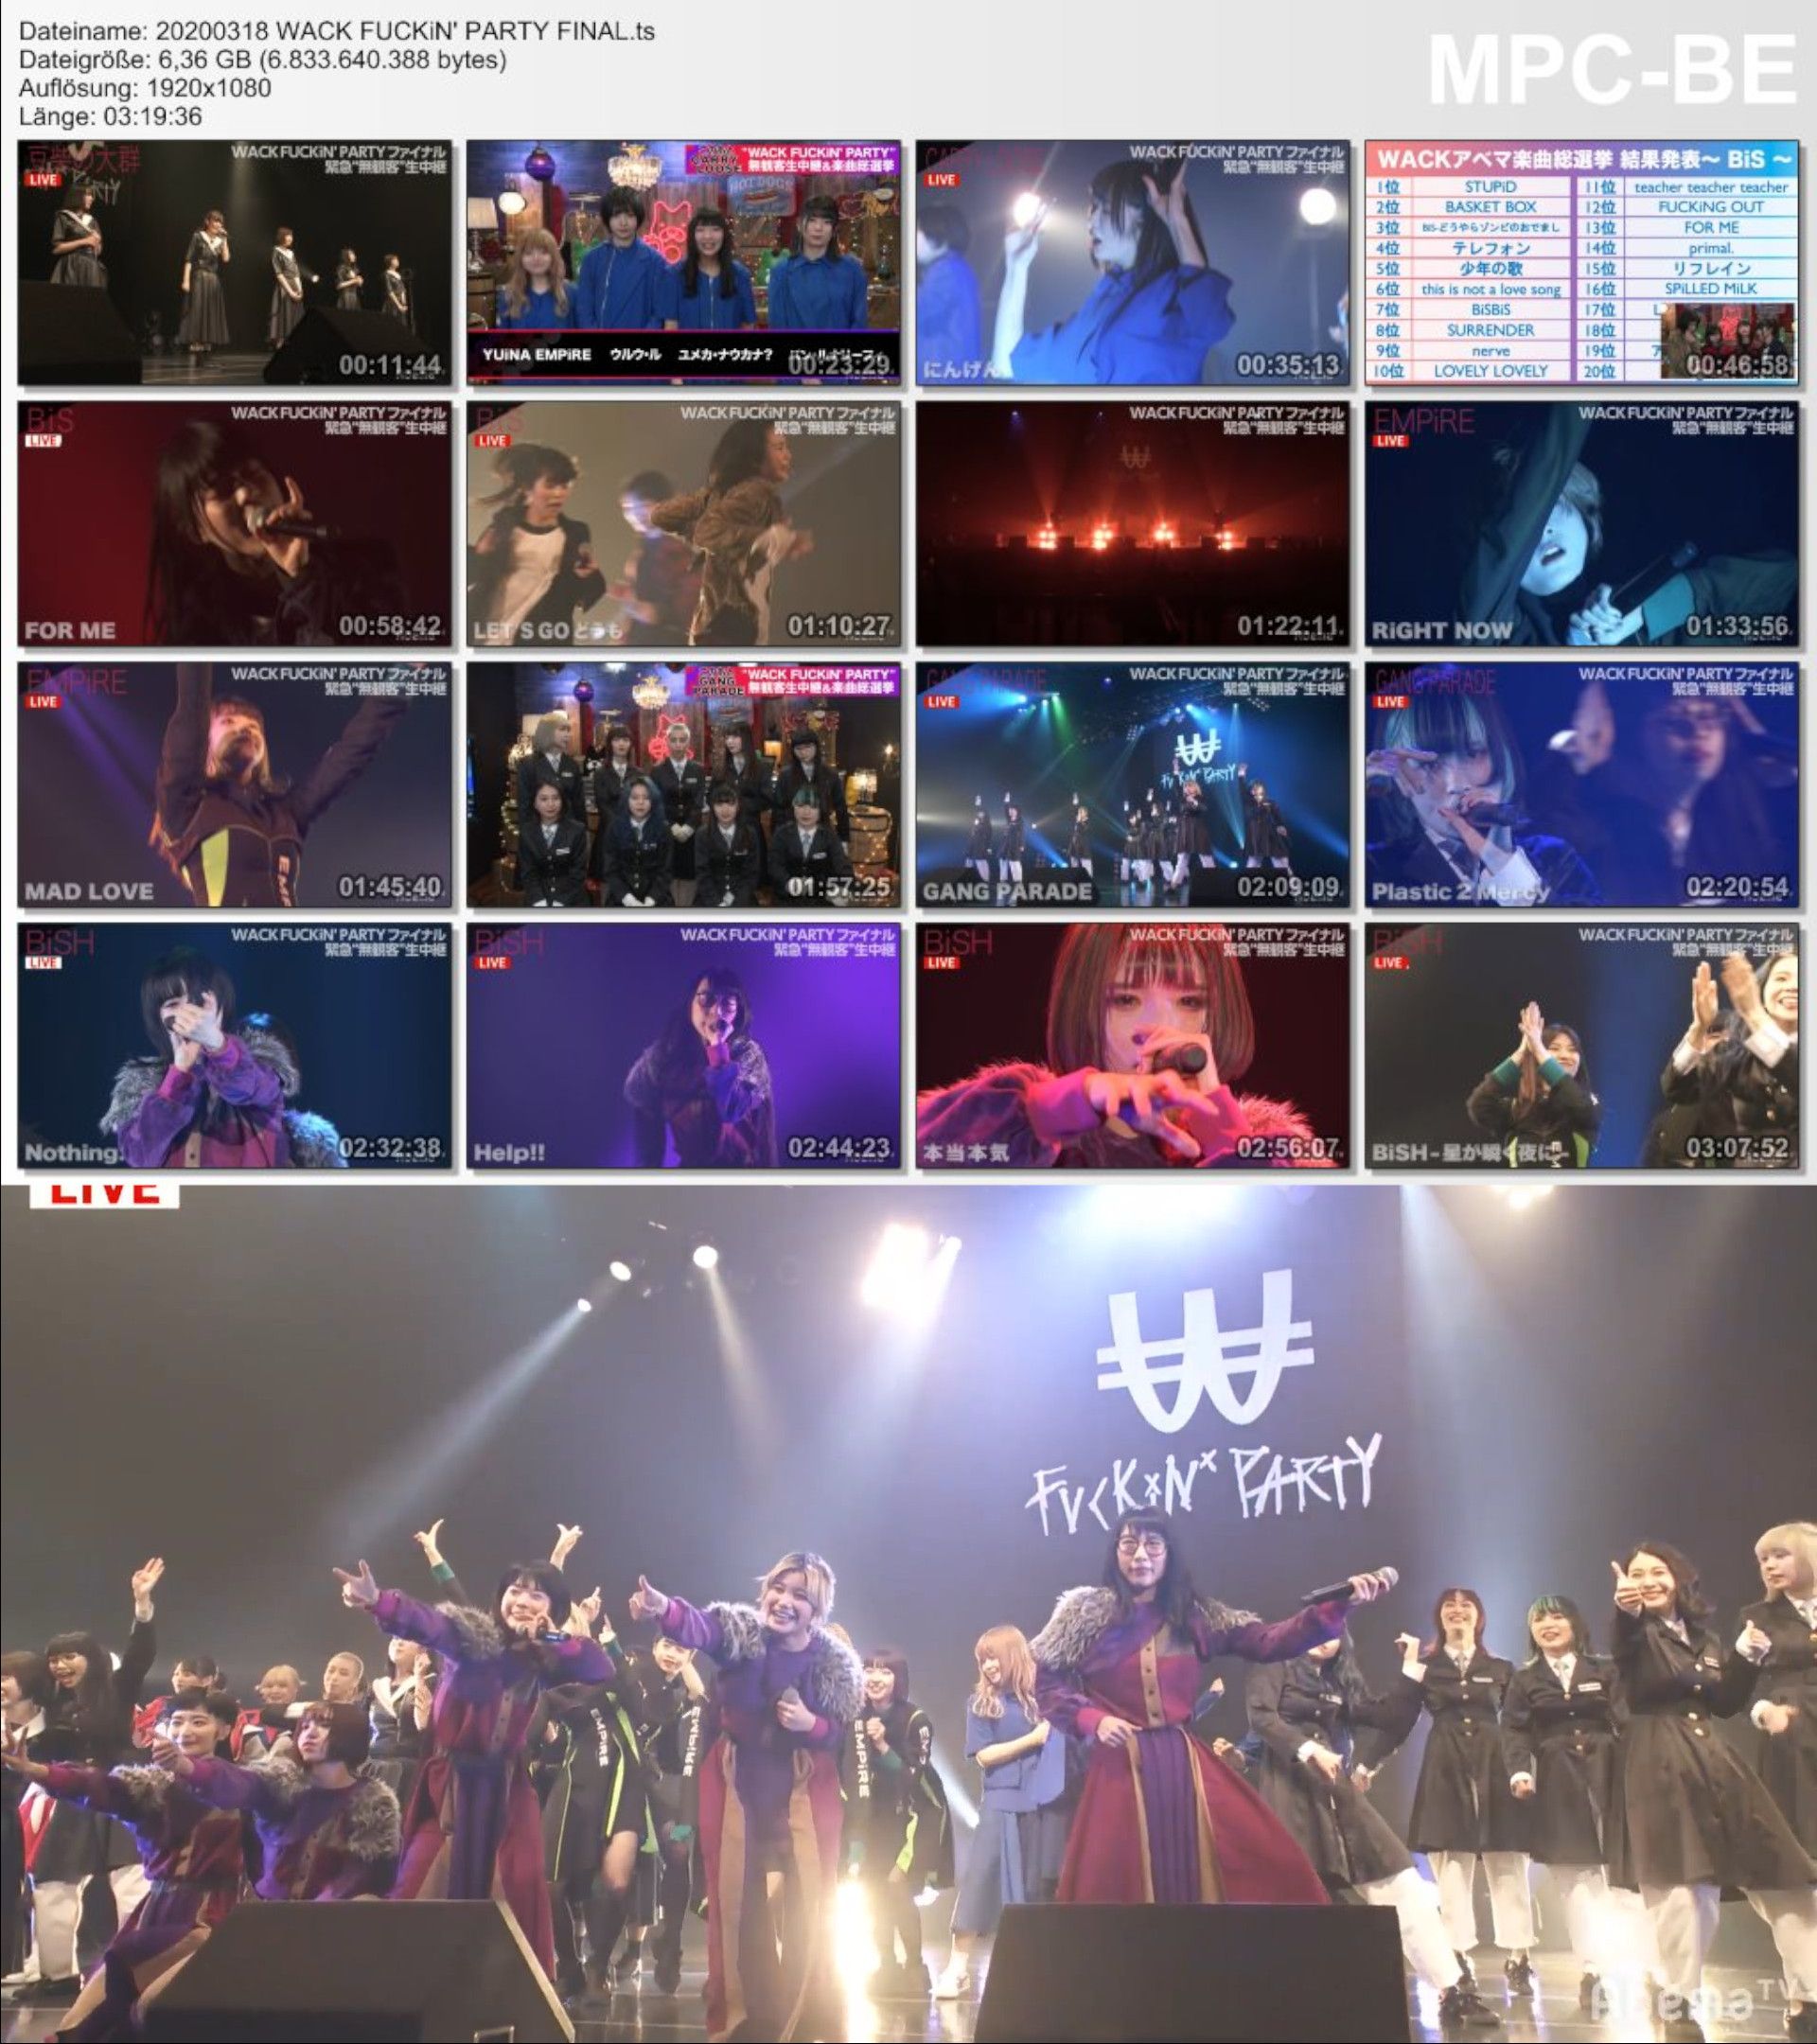 Dateiname: 20200318 WACK FUCKiN' PARTY FINAL.ts
Dateigröße: 6,36 GB (6.833.640.388 bytes)
Auflösung: 1920x1080
Länge: 03:19:36
MPC-BE
豆柴の大群
LIVE
WACK FUCKiN' PARTY ファイナル
緊急“無観客”生中継
00:11:44
CARRY LOOSE
"WACK FUCKiN' PARTY"
無観客生中継&楽曲総選挙
HOT DOGS
YUiNA EMPiRE ウルウ・ル ユメカ・ナウカナ?
00:23:29
LIVE
WACK FUCKiN' PARTY ファイナル
緊急“無観客”生中継
にんげん
00:35:13
WACKアベマ楽曲総選挙 結果発表〜 BiS 〜
1位 STUPiD 11位 teacher teacher teacher
2位 BASKET BOX 12位 FUCKiNG OUT
3位 BiS-どうやらゾンビのおでまし 13位 FOR ME
4位 テレフォン 14位 primal.
5位 少年の歌 15位 リフレイン
6位 this is not a love song 16位 SPiLLED MiLK
7位 BiSBiS 17位
8位 SURRENDER 18位
9位 nerve 19位
10位 LOVELY LOVELY 20位
00:46:58
BiS
LIVE
WACK FUCKiN' PARTY ファイナル
緊急“無観客”生中継
FOR ME
00:58:42
BiS
LIVE
WACK FUCKiN' PARTY ファイナル
緊急“無観客”生中継
LET'S GO どうも
01:10:27
WACK FUCKiN' PARTY ファイナル
緊急“無観客”生中継
01:22:11
EMPiRE
LIVE
WACK FUCKiN' PARTY ファイナル
緊急“無観客”生中継
RiGHT NOW
01:33:56
EMPiRE
LIVE
WACK FUCKiN' PARTY ファイナル
緊急“無観客”生中継
MAD LOVE
01:45:40
GANG PARADE
"WACK FUCKiN' PARTY"
無観客生中継&楽曲総選挙
01:57:25
GANG PARADE
LIVE
WACK FUCKiN' PARTY ファイナル
緊急“無観客”生中継
GANG PARADE
02:09:09
GANG PARADE
LIVE
WACK FUCKiN' PARTY ファイナル
緊急“無観客”生中継
Plastic 2 Mercy
02:20:54
BiSH
LIVE
WACK FUCKiN' PARTY ファイナル
緊急“無観客”生中継
Nothing.
02:32:38
BiSH
LIVE
WACK FUCKiN' PARTY ファイナル
緊急“無観客”生中継
Help!!
02:44:23
BiSH
LIVE
WACK FUCKiN' PARTY ファイナル
緊急“無観客”生中継
本当本気
02:56:07
BiSH
LIVE
WACK FUCKiN' PARTY ファイナル
緊急“無観客”生中継
BiSH-星が瞬く夜に-
03:07:52
LIVE
W
FUCKiN' PARTY
EMPiRE
EMPiRE
EMPiRE
AbemaTV